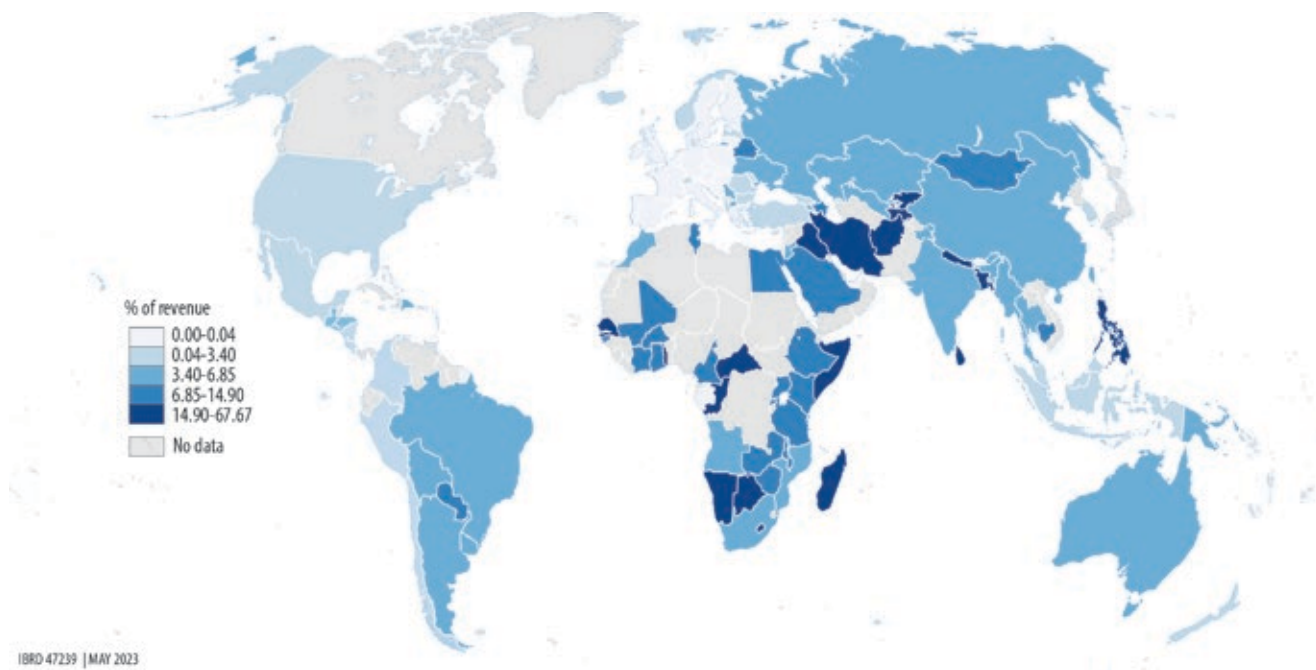 % of revenue
0.00-0.04
0.04-3.40
3.40-6.85
6.85-14.90
14.90-67.67
No data
IBRD 47239 | MAY 2023